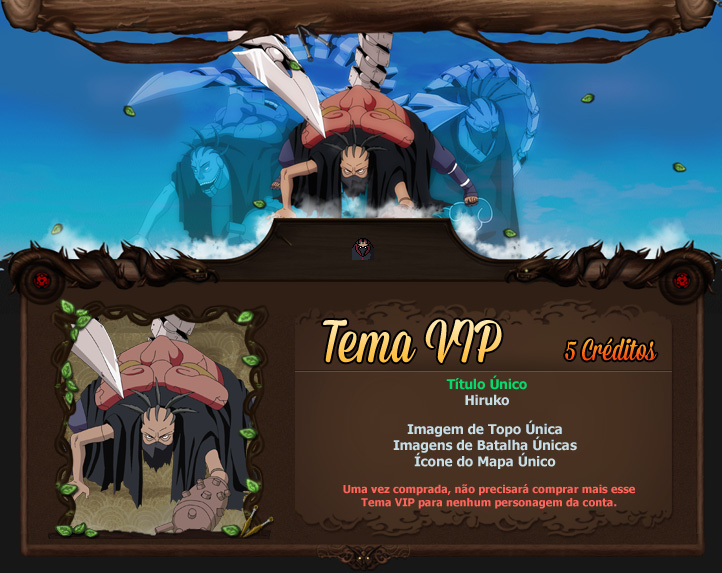 Tema VIP
5 Créditos
Título Único
Hiruko
Imagem de Topo Única
Imagens de Batalha Únicas
Ícone do Mapa Único
Uma vez comprada, não precisará comprar mais esse
Tema VIP para nenhum personagem da conta.